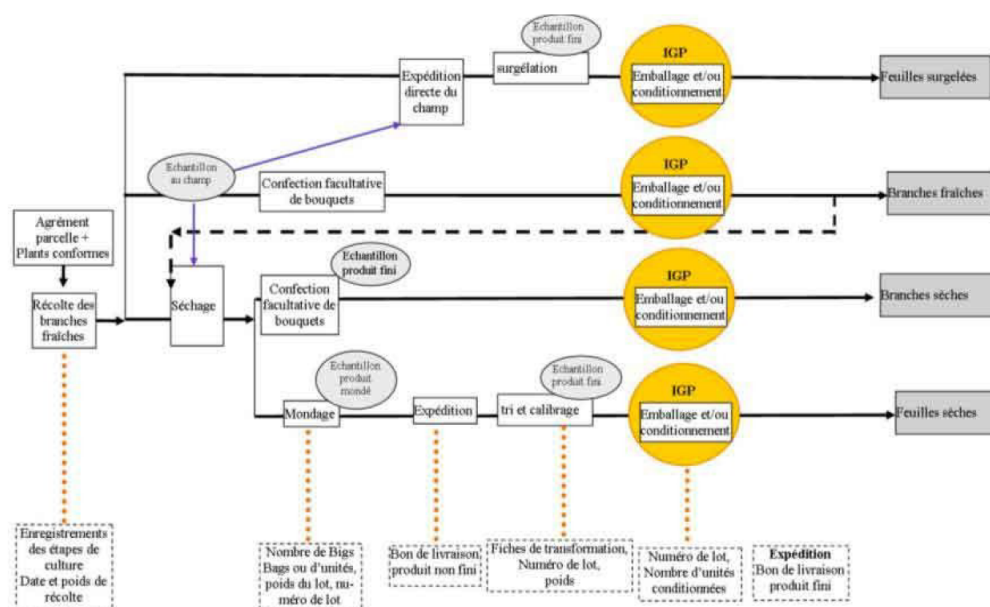 Echantillon
produit fini
IGP
Expédition
directe du
champ
surgélation
Emballage et/ou
conditionnement
Feuilles surgelées
Echantillon
au champ
IGP
Confection facultative
de bouquets
Emballage et/ou
conditionnement
Branches fraîches
Agrément
parcelle +
Plants conformes
Echantillon
produit fini
IGP
Récolte des
branches
fraîches
Séchage
Confection
facultative de
bouquets
Emballage et/ou
conditionnement
Branches sèches
Echantillon
produit
mondé
Echantillon
produit fini
IGP
Mondage
Expédition
tri et calibrage
Emballage et/ou
conditionnement
Feuilles sèches
Enregistrements
des étapes de
culture
Date et poids de
récolte
Nombre de Bigs
Bags ou d'unités,
poids du lot, nu-
méro de lot
Bon de livraison
produit non fini
Fiches de transformation,
Numéro de lot,
poids
Numéro de lot,
Nombre d'unités
conditionnées
Expédition
Bon de livraison
produit fini